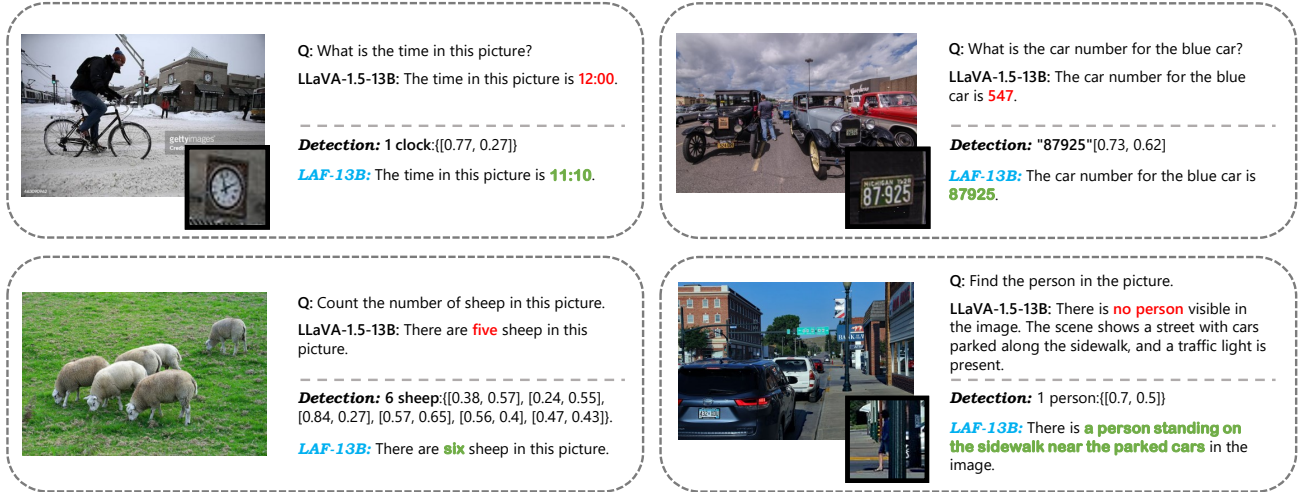 Q: What is the time in this picture?
LLaVA-1.5-13B: The time in this picture is 12:00.
Detection: 1 clock:{[0.77, 0.27]}
LAF-13B: The time in this picture is 11:10.
gettyimages
Q: What is the car number for the blue car?
LLaVA-1.5-13B: The car number for the blue
car is 547.
Detection: "87925"[0.73, 0.62]
LAF-13B: The car number for the blue car is
87925.
MICHIGAN
87·925
Q: Count the number of sheep in this picture.
LLaVA-1.5-13B: There are five sheep in this
picture.
Detection: 6 sheep:{[0.38, 0.57], [0.24, 0.55],
[0.84, 0.27], [0.57, 0.65], [0.56, 0.4], [0.47, 0.43]}.
LAF-13B: There are six sheep in this picture.
Q: Find the person in the picture.
LLaVA-1.5-13B: There is no person visible in
the image. The scene shows a street with cars
parked along the sidewalk, and a traffic light is
present.
Detection: 1 person:{[0.7, 0.5]}
LAF-13B: There is a person standing on
the sidewalk near the parked cars in the
image.